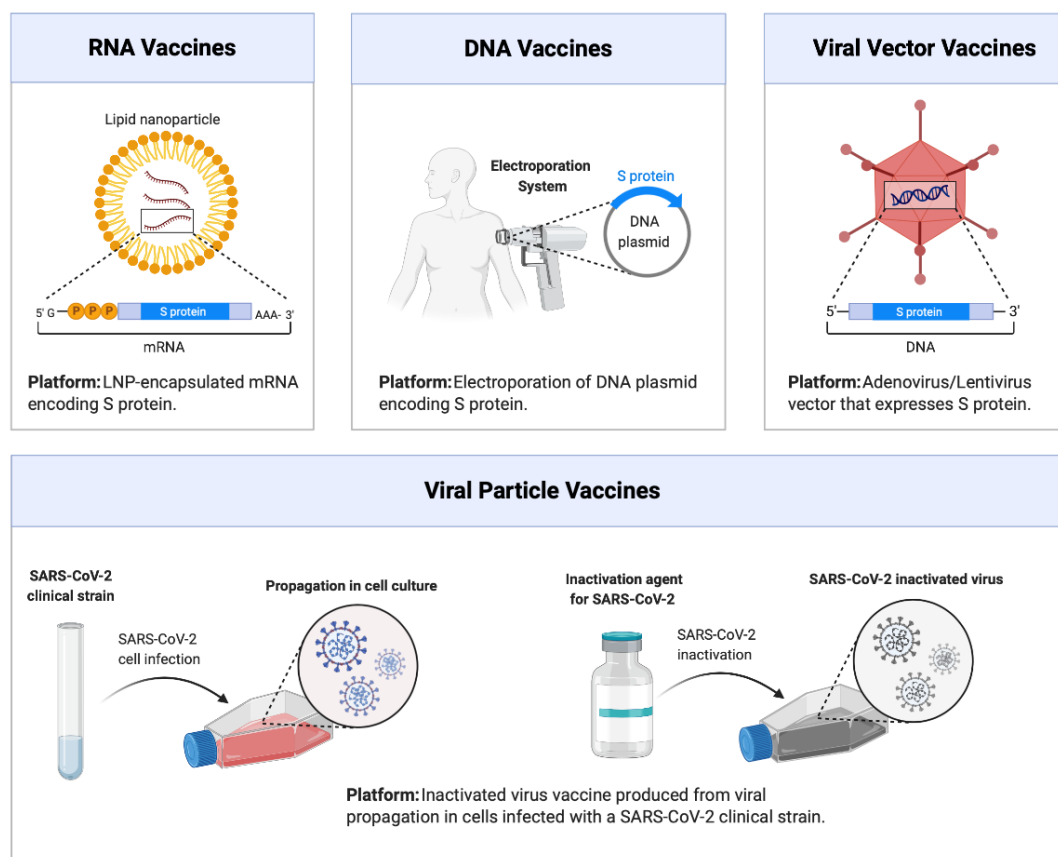 RNA Vaccines
Lipid nanoparticle
5' G
P P P
S protein
AAA- 3'
mRNA
Platform: LNP-encapsulated mRNA
encoding S protein.
DNA Vaccines
Electroporation
System
S protein
DNA
plasmid
Platform: Electroporation of DNA plasmid
encoding S protein.
Viral Vector Vaccines
5'
S protein
3'
DNA
Platform: Adenovirus/Lentivirus
vector that expresses S protein.
Viral Particle Vaccines
SARS-CoV-2
clinical strain
SARS-CoV-2
cell infection
Propagation in cell culture
Inactivation agent
for SARS-CoV-2
SARS-CoV-2
inactivation
SARS-CoV-2 inactivated virus
Platform: Inactivated virus vaccine produced from viral
propagation in cells infected with a SARS-CoV-2 clinical strain.